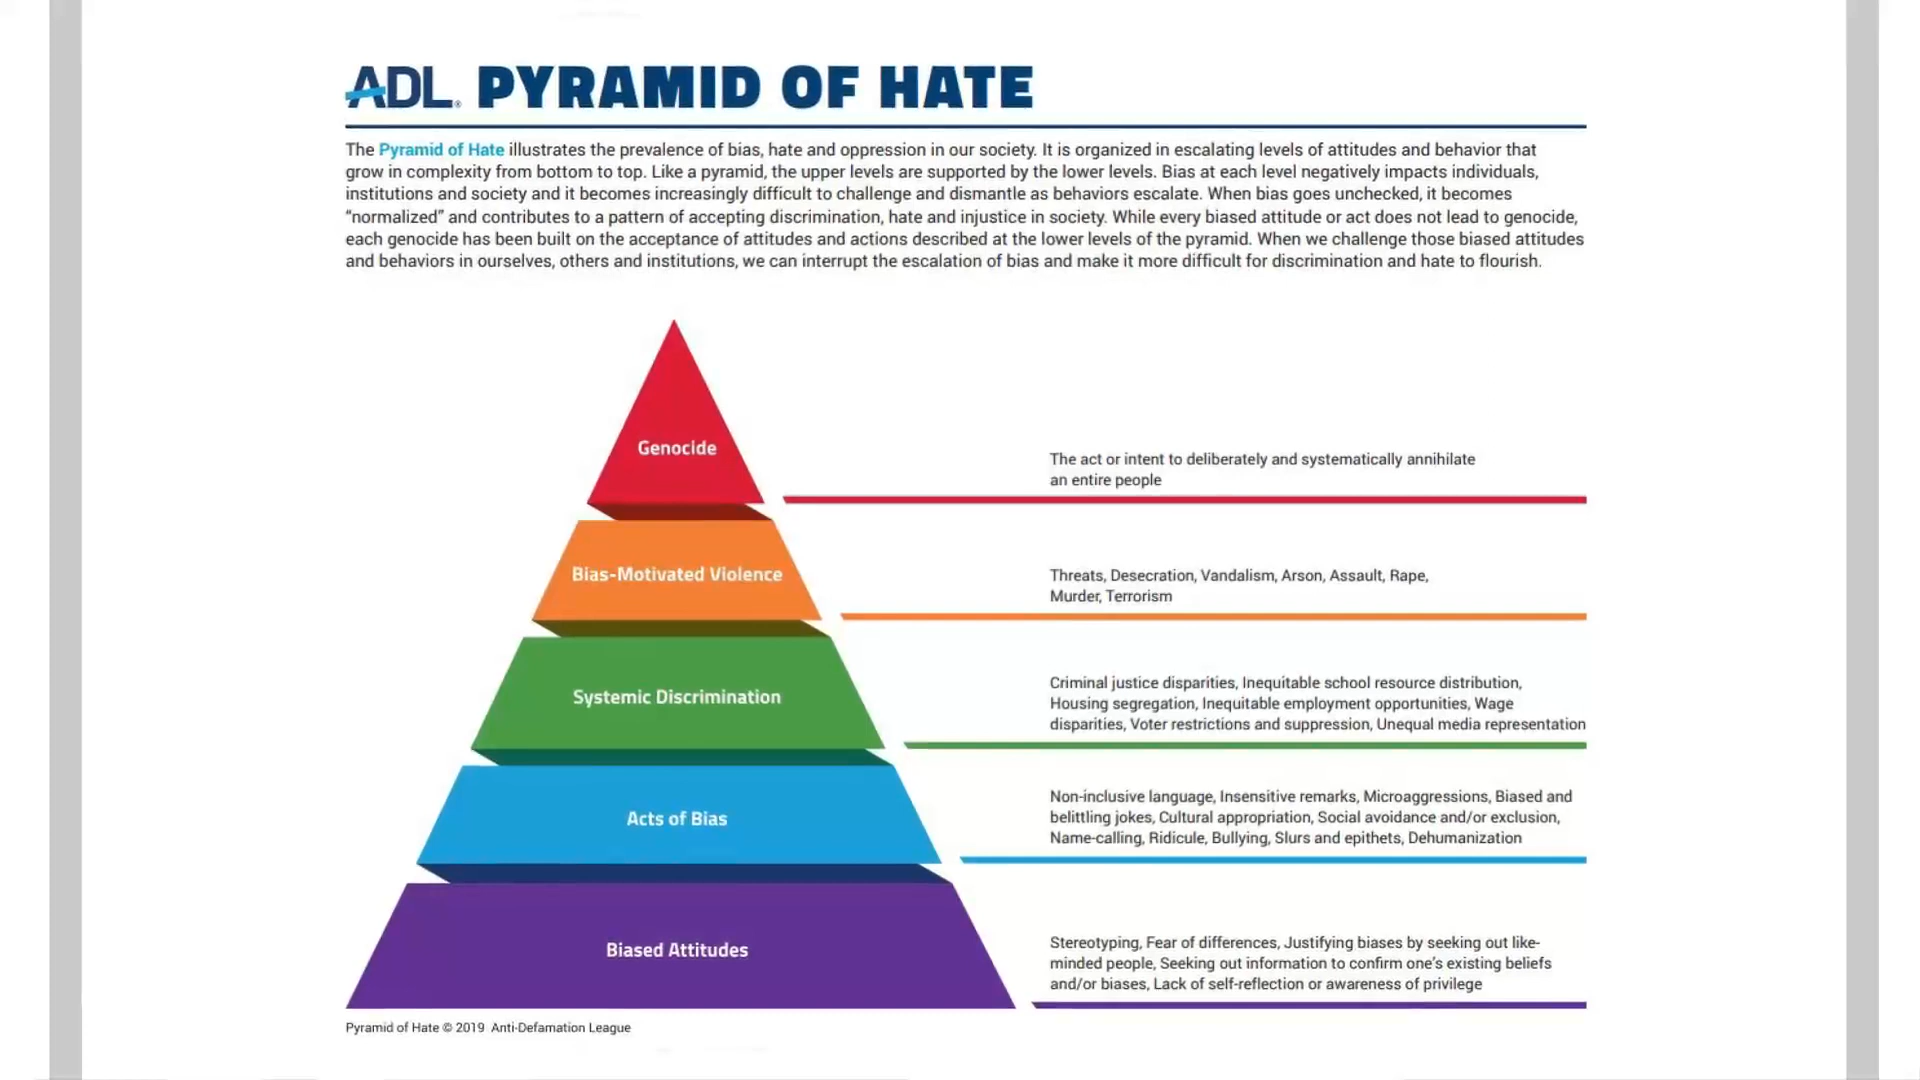 ADL® PYRAMID OF HATE
The Pyramid of Hate illustrates the prevalence of bias, hate and oppression in our society. It is organized in escalating levels of attitudes and behavior that
grow in complexity from bottom to top. Like a pyramid, the upper levels are supported by the lower levels. Bias at each level negatively impacts individuals,
institutions and society and it becomes increasingly difficult to challenge and dismantle as behaviors escalate. When bias goes unchecked, it becomes
“normalized” and contributes to a pattern of accepting discrimination, hate and injustice in society. While every biased attitude or act does not lead to genocide,
each genocide has been built on the acceptance of attitudes and actions described at the lower levels of the pyramid. When we challenge those biased attitudes
and behaviors in ourselves, others and institutions, we can interrupt the escalation of bias and make it more difficult for discrimination and hate to flourish.
Genocide
The act or intent to deliberately and systematically annihilate
an entire people
Bias-Motivated Violence
Threats, Desecration, Vandalism, Arson, Assault, Rape,
Murder, Terrorism
Systemic Discrimination
Criminal justice disparities, Inequitable school resource distribution,
Housing segregation, Inequitable employment opportunities, Wage
disparities, Voter restrictions and suppression, Unequal media representation
Acts of Bias
Non-inclusive language, Insensitive remarks, Microaggressions, Biased and
belittling jokes, Cultural appropriation, Social avoidance and/or exclusion,
Name-calling, Ridicule, Bullying, Slurs and epithets, Dehumanization
Biased Attitudes
Stereotyping, Fear of differences, Justifying biases by seeking out like-
minded people, Seeking out information to confirm one’s existing beliefs
and/or biases, Lack of self-reflection or awareness of privilege
Pyramid of Hate © 2019 Anti-Defamation League